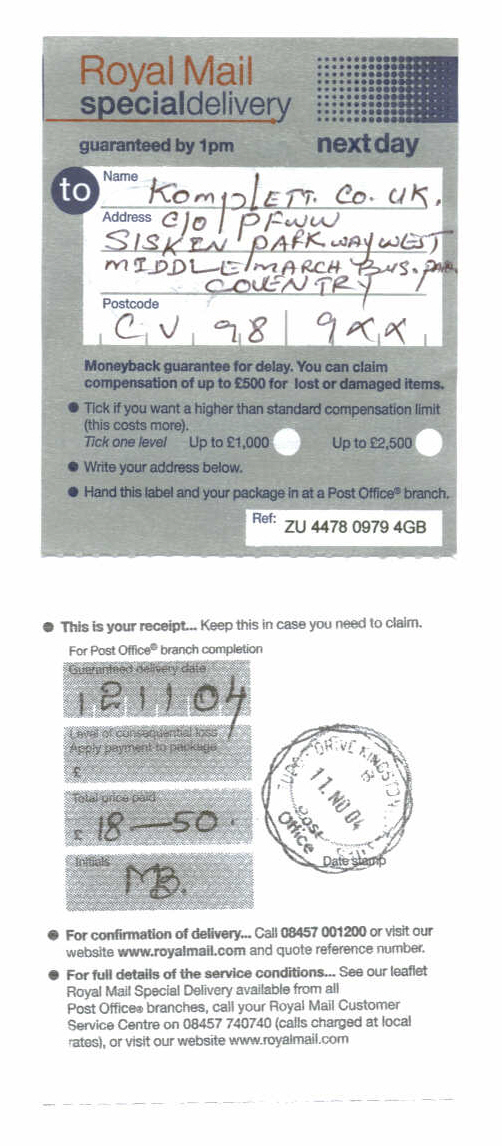 Royal Mail
specialdelivery
guaranteed by 1pm
next day
to
Name
KOMPLETT. CO. UK.
Address C/O PFWW
SISKEN PARKWAY WEST
MIDDLEMARCH BUS. PARK
COVENTRY
Postcode
CV 98 9XX
Moneyback guarantee for delay. You can claim
compensation of up to £500 for lost or damaged items.
● Tick if you want a higher than standard compensation limit
(this costs more).
Tick one level Up to £1,000 Up to £2,500
● Write your address below.
● Hand this label and your package in at a Post Office® branch.
Ref: ZU 4478 0979 4GB
● This is your receipt... Keep this in case you need to claim.
For Post Office® branch completion
Guaranteed delivery date
121104
Level of consequential loss
Apply payment to package
£
Total price paid
£ 18—50.
Initials
MB.
DRIVE KINGSTON
11. NO 04
Post Office
Date stamp
● For confirmation of delivery... Call 08457 001200 or visit our
website www.royalmail.com and quote reference number.
● For full details of the service conditions... See our leaflet
Royal Mail Special Delivery available from all
Post Office® branches, call your Royal Mail Customer
Service Centre on 08457 740740 (calls charged at local
rates), or visit our website www.royalmail.com